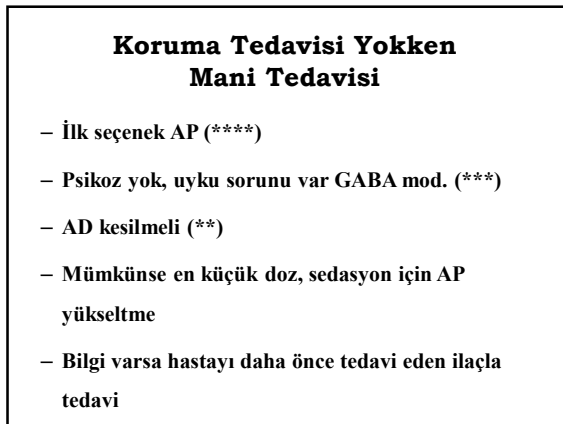 Koruma Tedavisi Yokken
Mani Tedavisi
– İlk seçenek AP (****)
– Psikoz yok, uyku sorunu var GABA mod. (***)
– AD kesilmeli (**)
– Mümkünse en küçük doz, sedasyon için AP
yükseltme
– Bilgi varsa hastayı daha önce tedavi eden ilaçla
tedavi